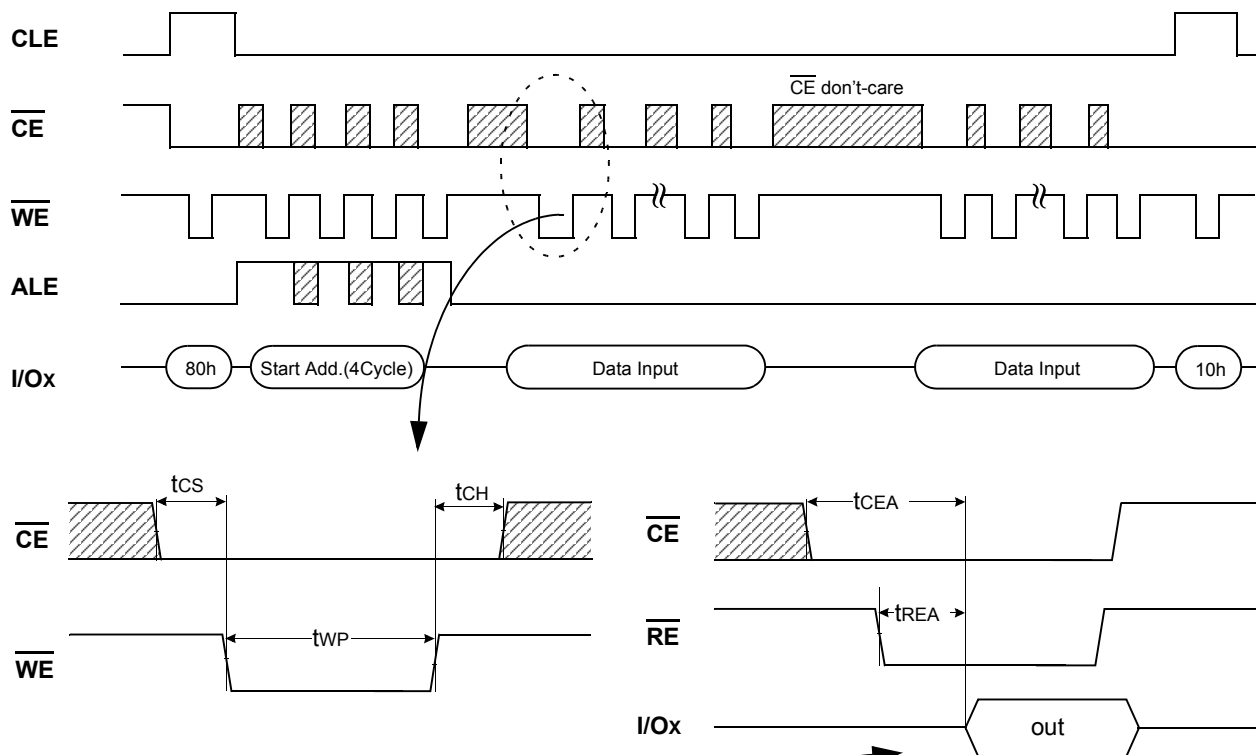 CLE
CE don't-care
CE
WE
ALE
I/Ox
80h
Start Add.(4Cycle)
Data Input
Data Input
10h
tCS
tCH
CE
tWP
WE
tCEA
CE
tREA
RE
I/Ox
out